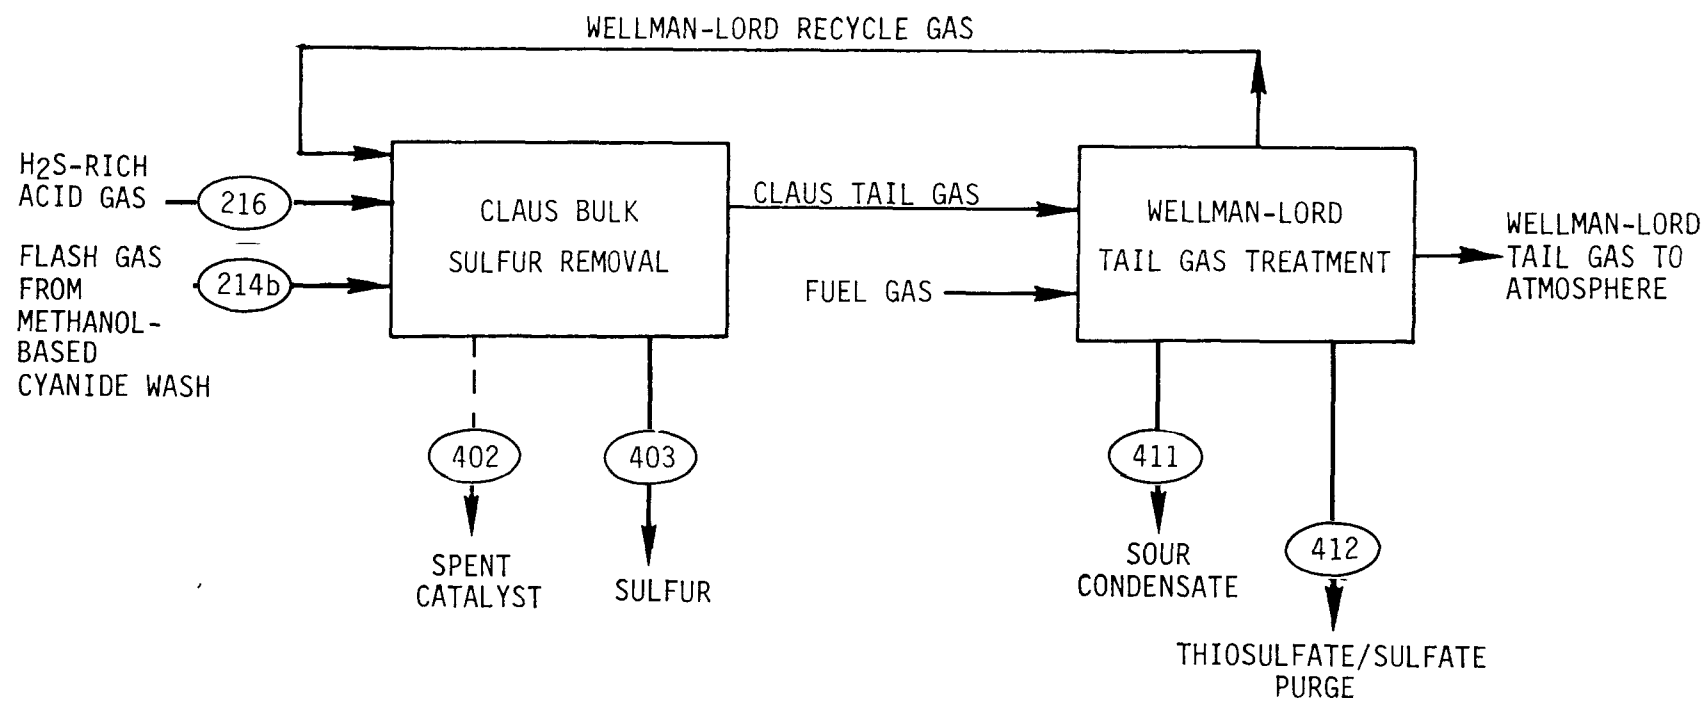 WELLMAN-LORD RECYCLE GAS
H2S-RICH
ACID GAS
216
FLASH GAS
FROM
METHANOL-
BASED
CYANIDE WASH
214b
CLAUS BULK
SULFUR REMOVAL
CLAUS TAIL GAS
FUEL GAS
WELLMAN-LORD
TAIL GAS TREATMENT
WELLMAN-LORD
TAIL GAS TO
ATMOSPHERE
402
403
411
412
SPENT
CATALYST
SULFUR
SOUR
CONDENSATE
THIOSULFATE/SULFATE
PURGE